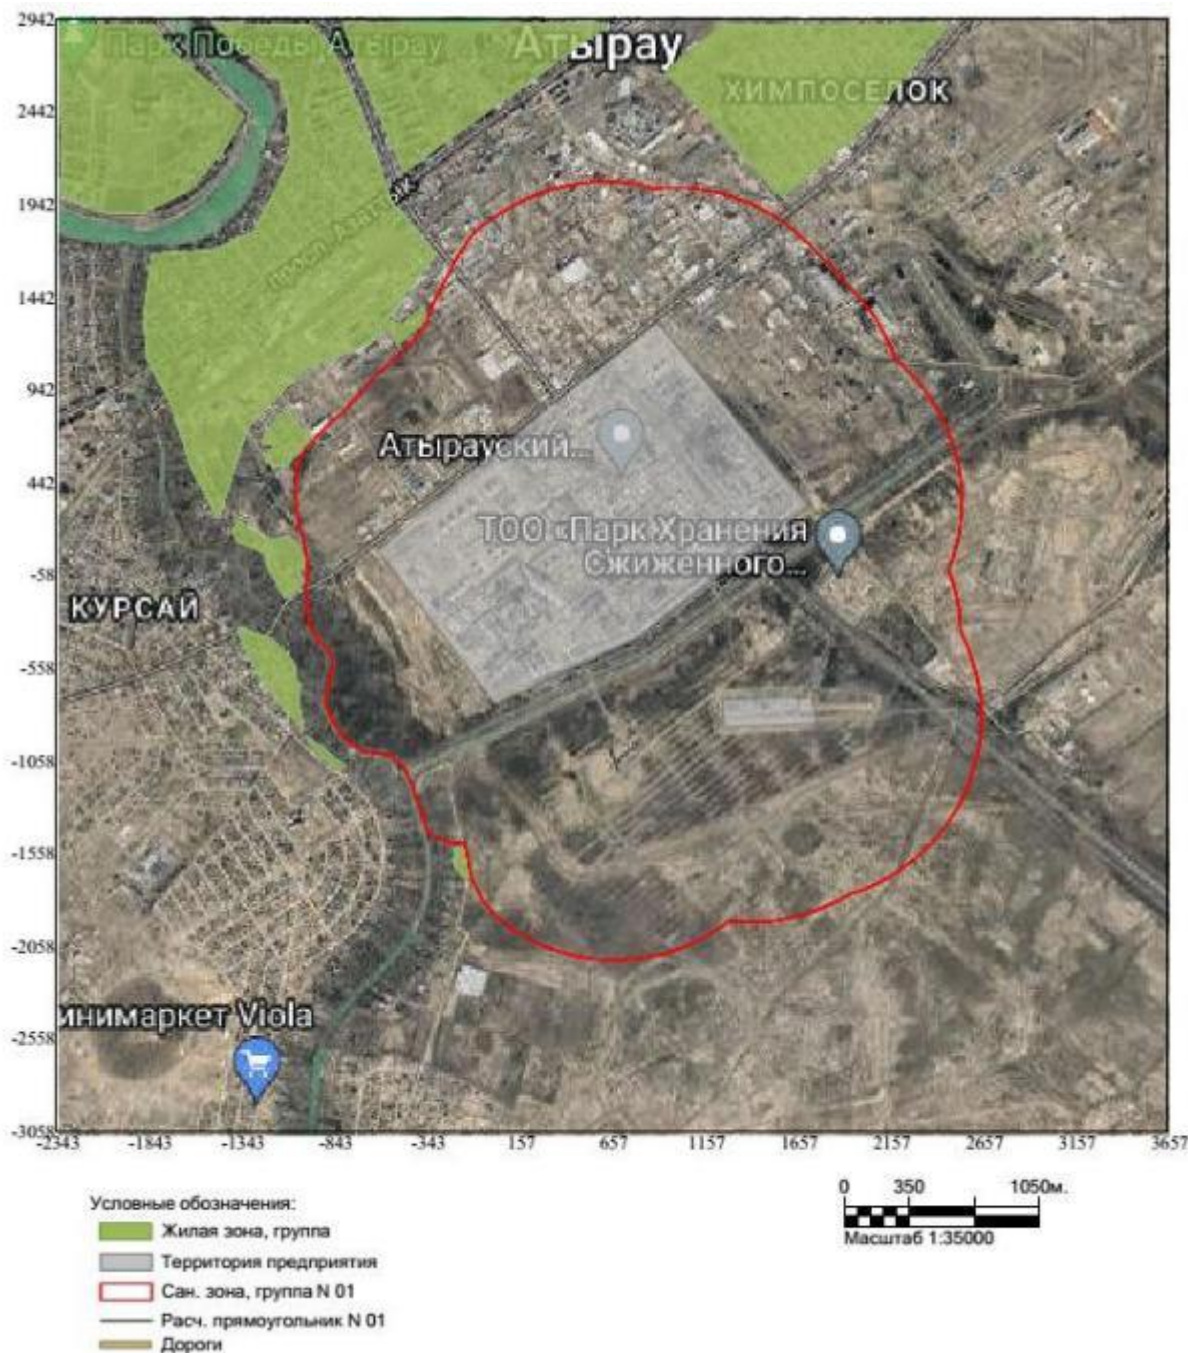 2942
Парк Победы, Атырау
Атырау
ХИМПОСЕЛОК
2442
1942
1442
942
Атырауский...
442
ТОО «Парк Хранения
Сжиженного...
-58
КУРСАЙ
-558
-1058
-1558
-2058
инимаркет Viola
-2558
-3058
-2343 -1843 -1343 -843 -343 157 657 1157 1657 2157 2657 3157 3657
Условные обозначения:
Жилая зона, группа
Территория предприятия
Сан. зона, группа N 01
Расч. прямоугольник N 01
Дороги
0 350 1050м.
Масштаб 1:35000